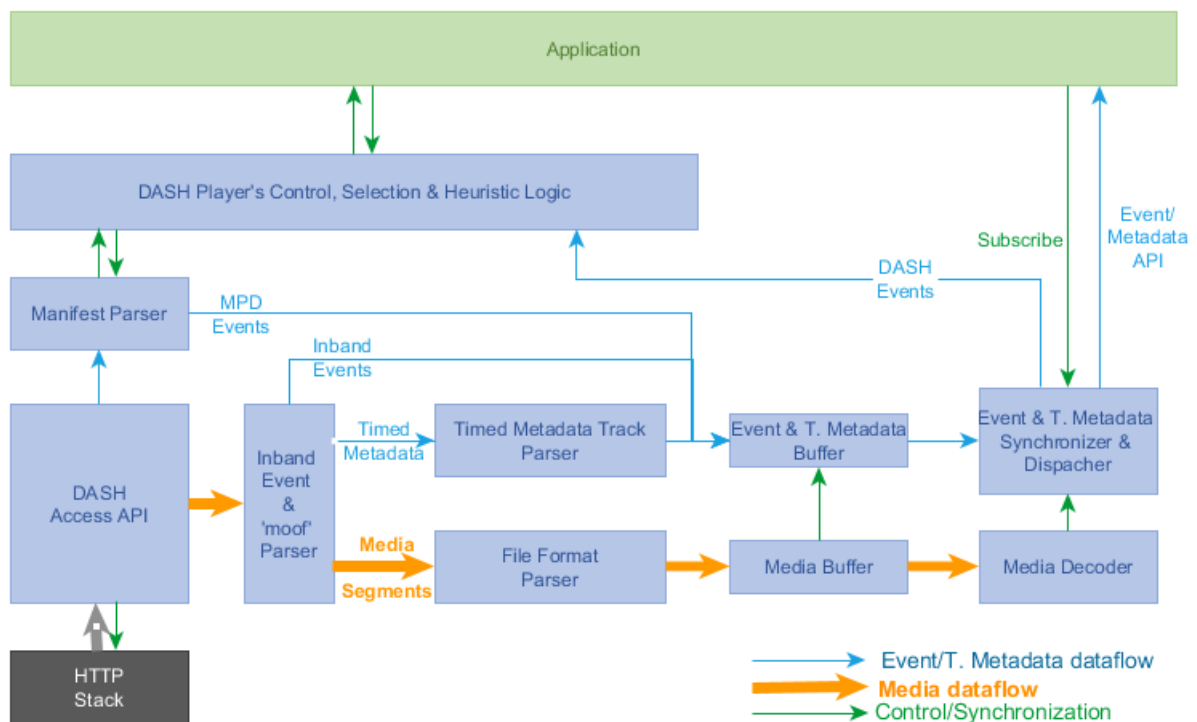 Application
DASH Player's Control, Selection & Heuristic Logic
Subscribe
Event/
Metadata
API
DASH
Events
Manifest Parser
MPD
Events
Inband
Events
DASH
Access API
Inband
Event
&
'moof'
Parser
Timed
Metadata
Timed Metadata Track
Parser
Event & T. Metadata
Buffer
Event & T. Metadata
Synchronizer &
Dispacher
Media
Segments
File Format
Parser
Media Buffer
Media Decoder
HTTP
Stack
Event/T. Metadata dataflow
Media dataflow
Control/Synchronization